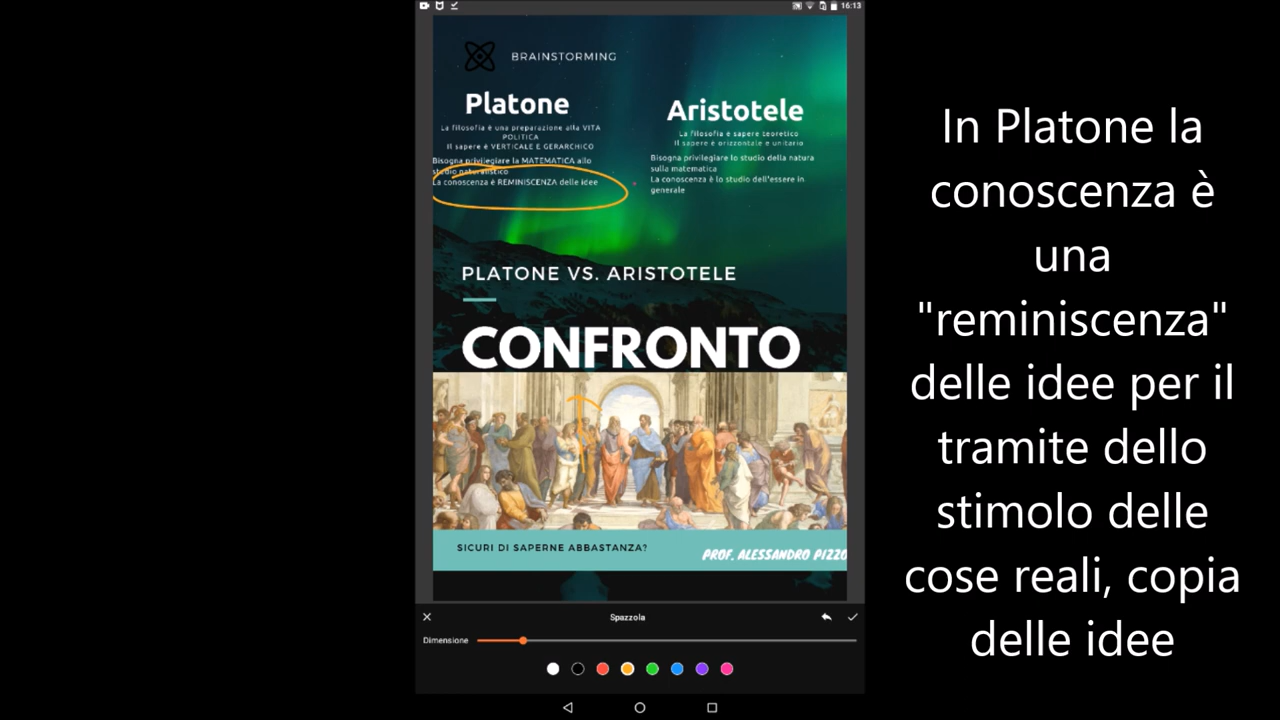 16:13
BRAINSTORMING
Platone
La filosofia è una preparazione alla VITA
POLITICA
Il sapere è VERTICALE E GERARCHICO
Bisogna privilegiare la MATEMATICA allo
studio naturalistico
La conoscenza è REMINISCENZA delle idee
Aristotele
La filosofia è sapere teoretico
Il sapere è orizzontale e unitario
Bisogna privilegiare lo studio della natura
sulla matematica
La conoscenza è lo studio dell'essere in
generale
PLATONE VS. ARISTOTELE
CONFRONTO
SICURI DI SAPERNE ABBASTANZA?
PROF. ALESSANDRO PIZZO
Spazzola
Dimensione
In Platone la
conoscenza è
una
"reminiscenza"
delle idee per il
tramite dello
stimolo delle
cose reali, copia
delle idee